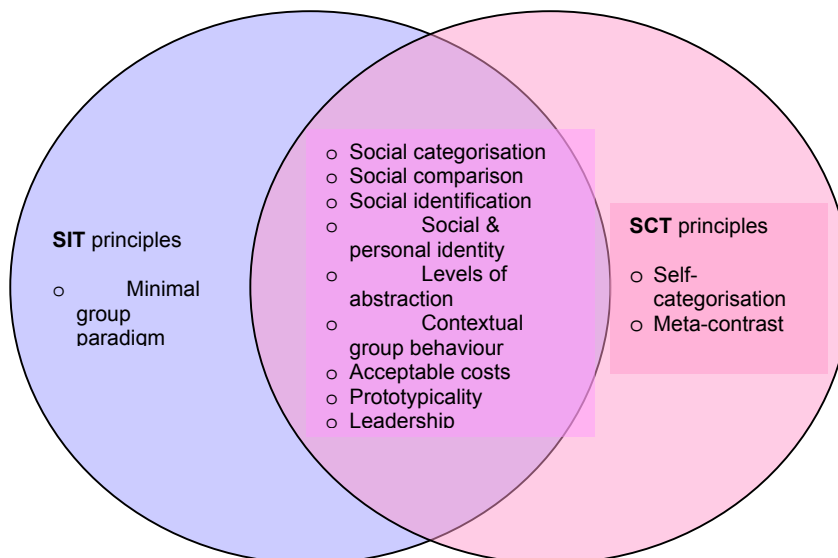 SIT principles
o Minimal
group
paradigm
o Social categorisation
o Social comparison
o Social identification
o Social &
personal identity
o Levels of
abstraction
o Contextual
group behaviour
o Acceptable costs
o Prototypicality
o Leadership
SCT principles
o Self-
categorisation
o Meta-contrast